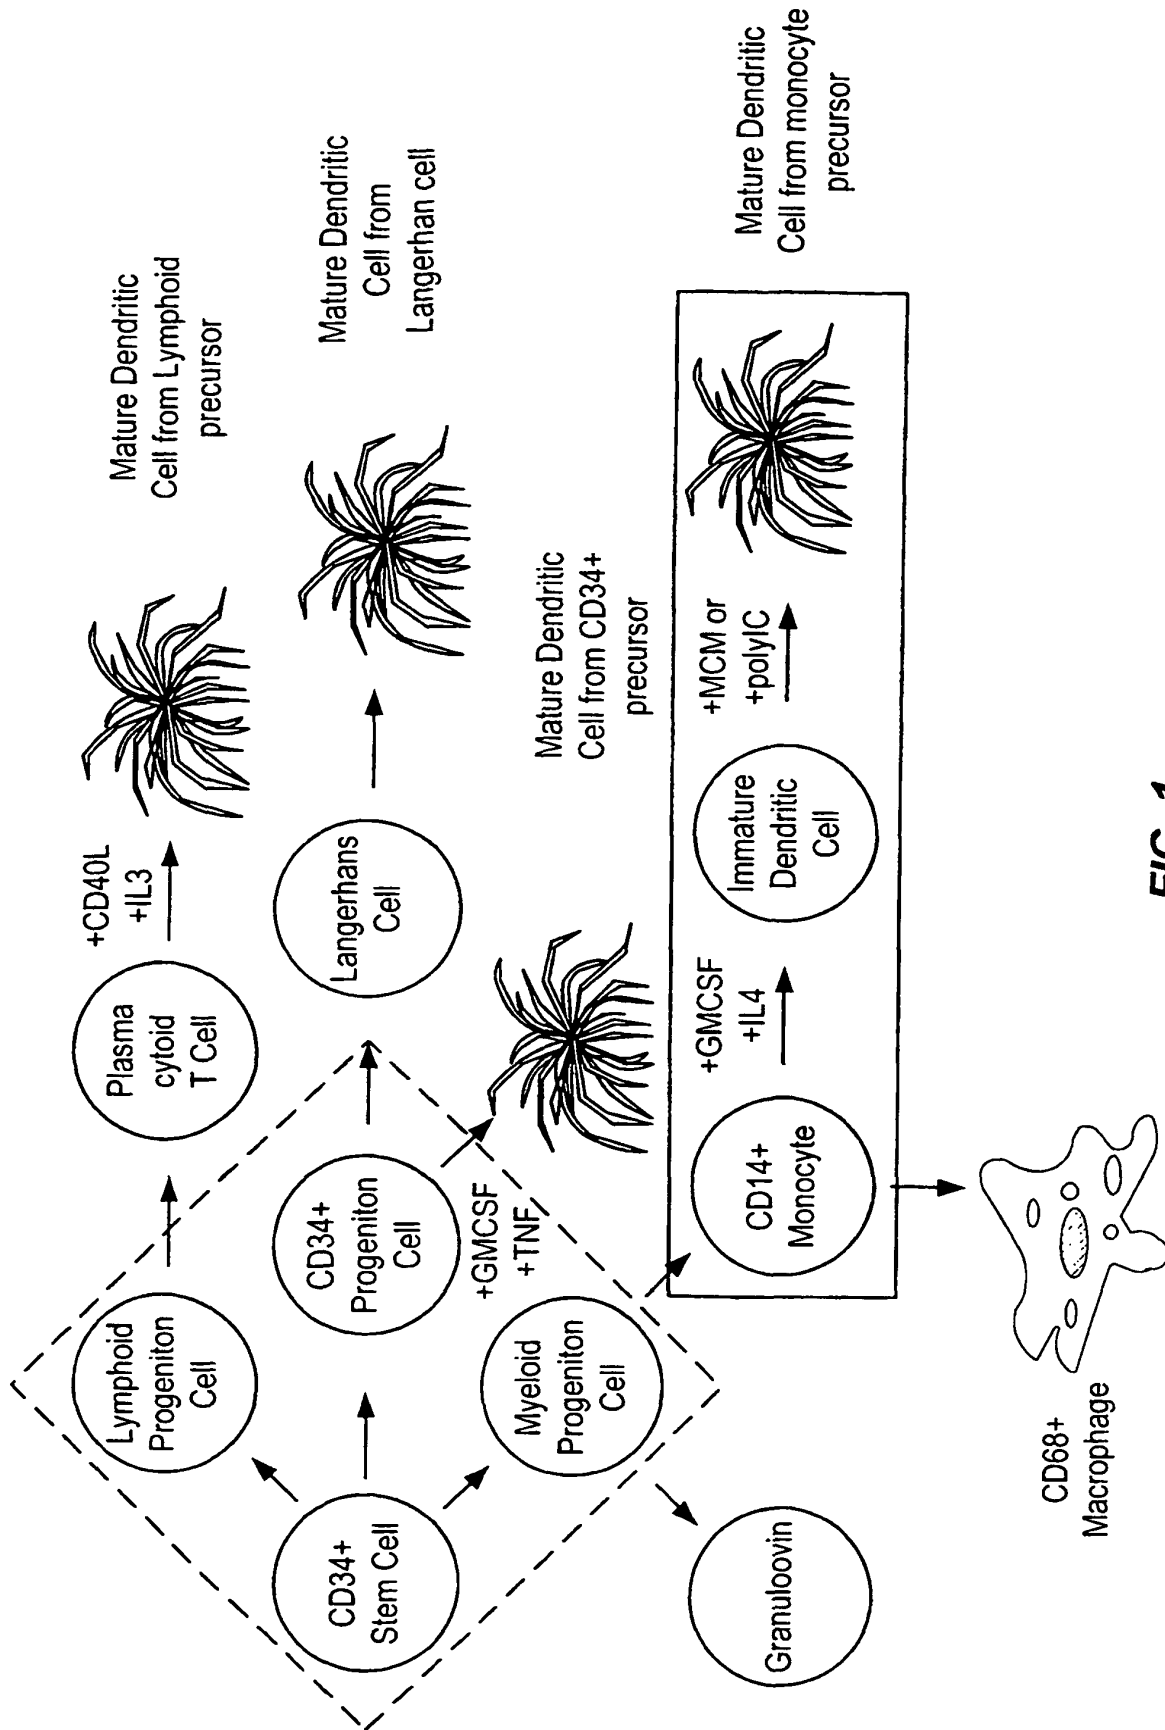 CD34+
Stem Cell
Lymphoid
Progeniton
Cell
CD34+
Progeniton
Cell
Myeloid
Progeniton
Cell
+GMCSF
+TNF
Granuloovin
Plasma
cytoid
T Cell
+CD40L
+IL3
Mature Dendritic
Cell from Lymphoid
precursor
Langerhans
Cell
Mature Dendritic
Cell from
Langerhan cell
Mature Dendritic
Cell from CD34+
precursor
CD14+
Monocyte
+GMCSF
+IL4
Immature
Dendritic
Cell
+MCM or
+polyIC
Mature Dendritic
Cell from monocyte
precursor
CD68+
Macrophage
FIG. 1